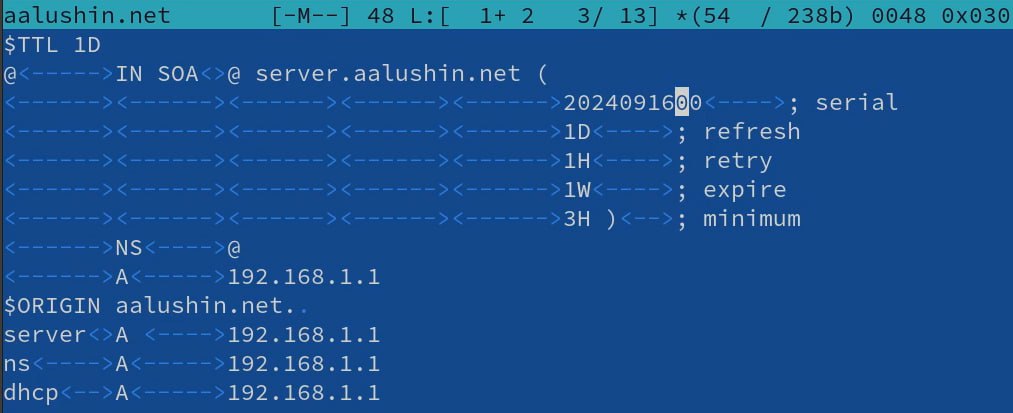 aalushin.net [-M--] 48 L:[ 1+ 2 3/ 13] *(54 / 238b) 0048 0x030
$TTL 1D
@<----->IN SOA<>@ server.aalushin.net (
<------><------><------><------><------>2024091600<---->; serial
<------><------><------><------><------>1D<---->; refresh
<------><------><------><------><------>1H<---->; retry
<------><------><------><------><------>1W<---->; expire
<------><------><------><------><------>3H )<-->; minimum
<------>NS<---->@
<------>A<----->192.168.1.1
$ORIGIN aalushin.net..
server<>A <---->192.168.1.1
ns<---->A<----->192.168.1.1
dhcp<-->A<----->192.168.1.1